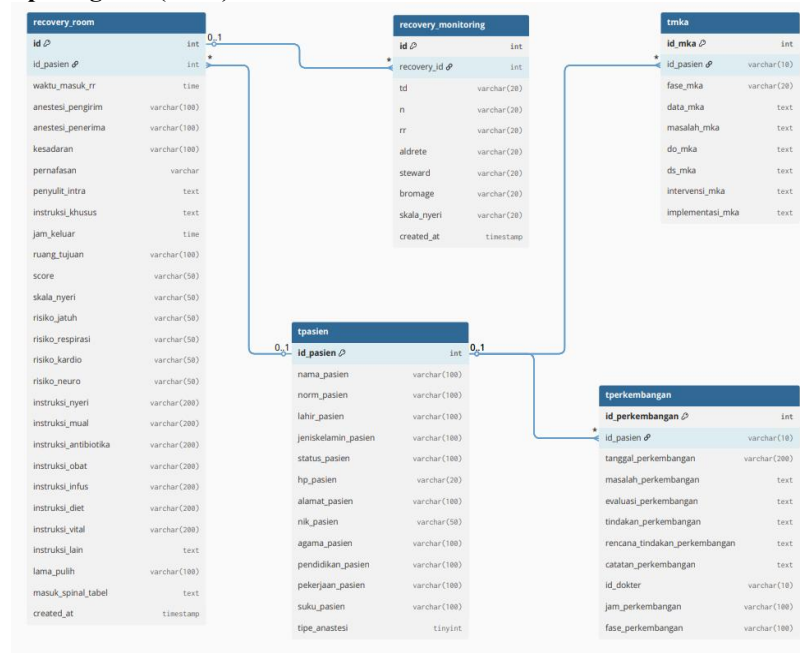 recovery_room
id int
id_pasien int
waktu_masuk_rr time
anestesi_pengirim varchar(100)
anestesi_penerima varchar(100)
kesadaran varchar(100)
pernafasan varchar
penyulit_intra text
instruksi_khusus text
jam_keluar time
ruang_tujuan varchar(100)
score varchar(50)
skala_nyeri varchar(50)
risiko_jatuh varchar(50)
risiko_respirasi varchar(50)
risiko_kardio varchar(50)
risiko_neuro varchar(50)
instruksi_nyeri varchar(200)
instruksi_mual varchar(200)
instruksi_antibiotika varchar(200)
instruksi_obat varchar(200)
instruksi_infus varchar(200)
instruksi_diet varchar(200)
instruksi_vital varchar(200)
instruksi_lain text
lama_pulih varchar(100)
masuk_spinal_tabel text
created_at timestamp
0..1
*
recovery_monitoring
id int
* recovery_id int
td varchar(20)
n varchar(20)
rr varchar(20)
aldrete varchar(20)
steward varchar(20)
bromage varchar(20)
skala_nyeri varchar(20)
created_at timestamp
tmka
id_mka int
* id_pasien varchar(10)
fase_mka varchar(20)
data_mka text
masalah_mka text
do_mka text
ds_mka text
intervensi_mka text
implementasi_mka text
tpasien
0..1 id_pasien int 0..1
nama_pasien varchar(100)
norm_pasien varchar(100)
lahir_pasien varchar(100)
jeniskelamin_pasien varchar(100)
status_pasien varchar(100)
hp_pasien varchar(20)
alamat_pasien varchar(100)
nik_pasien varchar(50)
agama_pasien varchar(100)
pendidikan_pasien varchar(100)
pekerjaan_pasien varchar(100)
suku_pasien varchar(100)
tipe_anastesi tinyint
tperkembangan
id_perkembangan int
* id_pasien varchar(10)
tanggal_perkembangan varchar(200)
masalah_perkembangan text
evaluasi_perkembangan text
tindakan_perkembangan text
rencana_tindakan_perkembangan text
catatan_perkembangan text
id_dokter varchar(10)
jam_perkembangan varchar(100)
fase_perkembangan varchar(100)